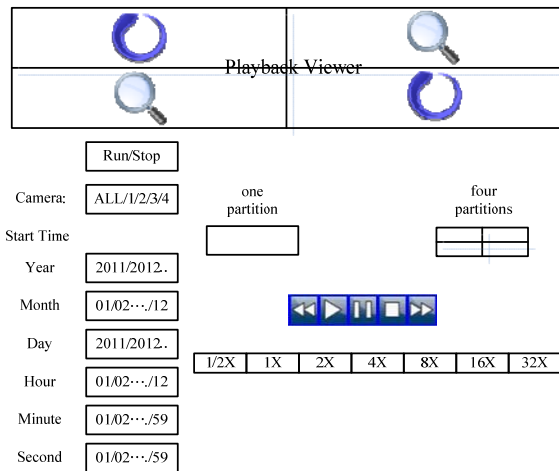 Playback Viewer
Run/Stop
Camera: ALL/1/2/3/4
one
partition
four
partitions
Start Time
Year 2011/2012..
Month 01/02···./12
Day 2011/2012..
Hour 01/02···./12
Minute 01/02···./59
Second 01/02···./59
1/2X 1X 2X 4X 8X 16X 32X